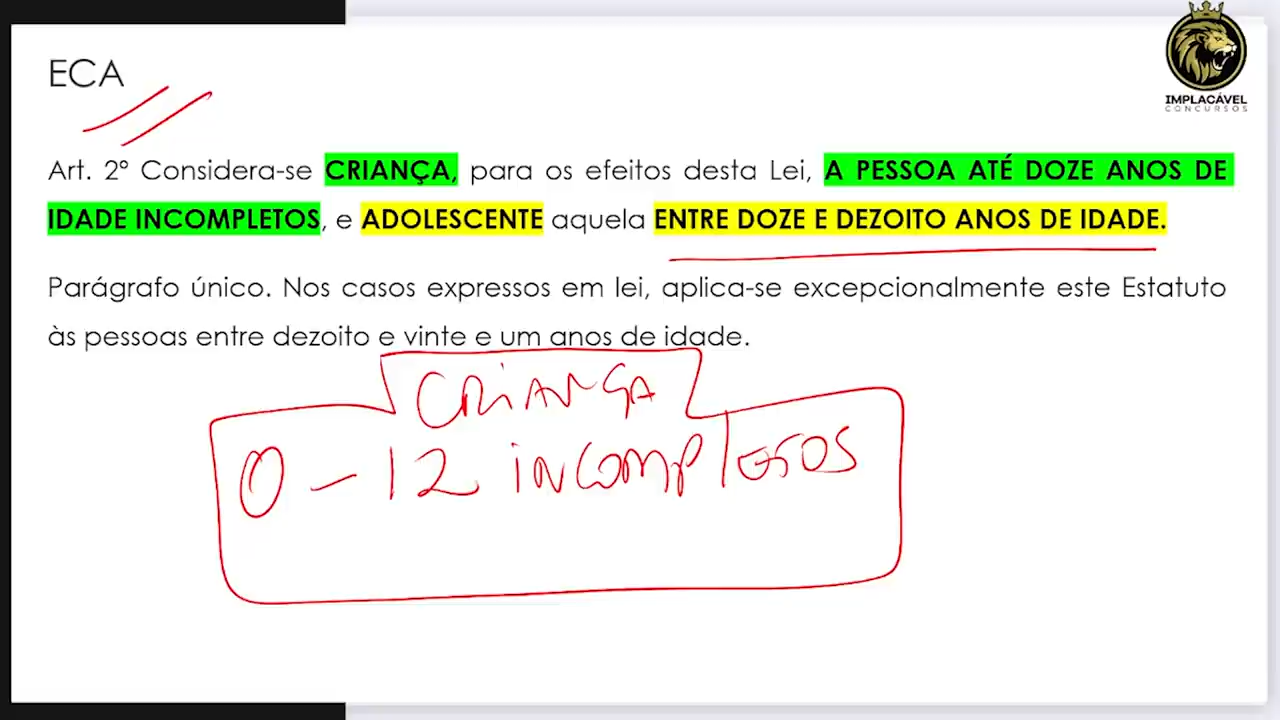 IMPLACÁVEL
CONCURSOS
ECA
Art. 2º Considera-se CRIANÇA, para os efeitos desta Lei, A PESSOA ATÉ DOZE ANOS DE
IDADE INCOMPLETOS, e ADOLESCENTE aquela ENTRE DOZE E DEZOITO ANOS DE IDADE.
Parágrafo único. Nos casos expressos em lei, aplica-se excepcionalmente este Estatuto
às pessoas entre dezoito e vinte e um anos de idade.
CRIANÇA
0 - 12 INCOMPLETOS